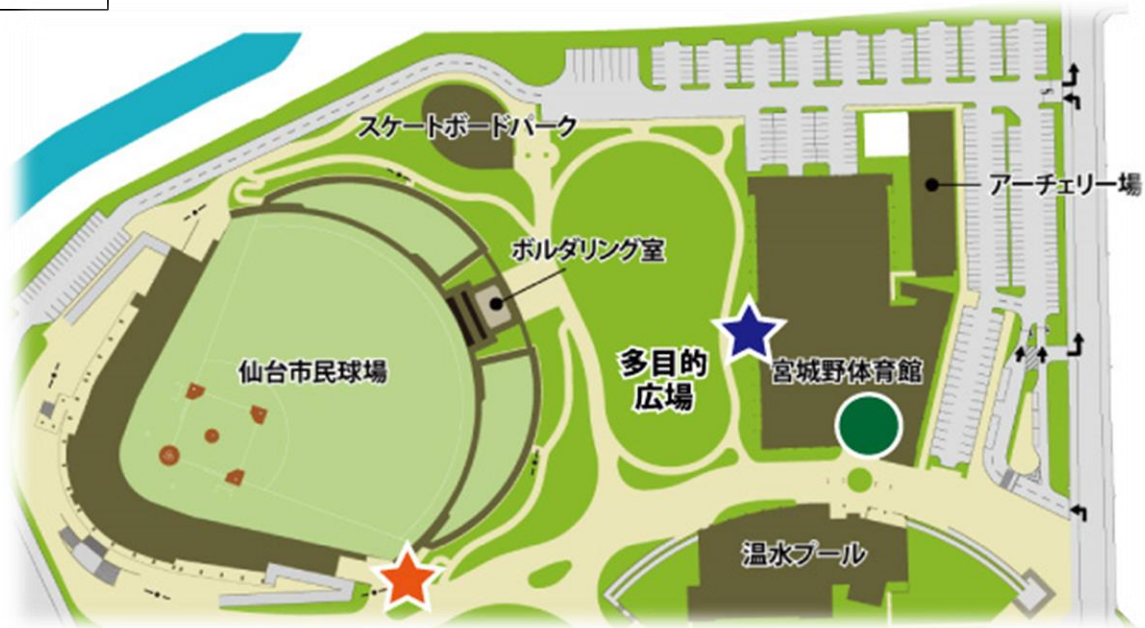 スケートボードパーク
アーチェリー場
ボルダリング室
仙台市民球場
多目的
広場
宮城野体育館
温水プール